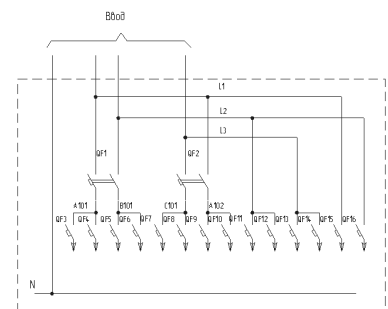 Ввод
L1
L2
L3
QF1
QF2
A101
B101
C101
A102
QF3 QF4 QF5 QF6 QF7 QF8 QF9 QF10 QF11 QF12 QF13 QF14 QF15 QF16
N